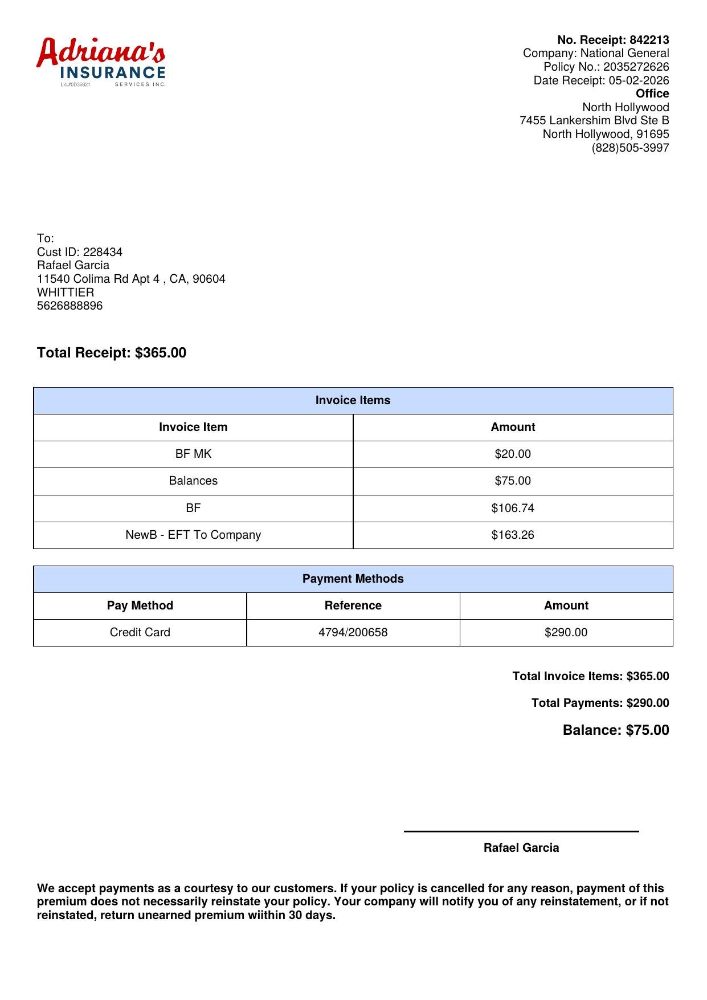 Adriana's
INSURANCE
Lic.#0D36821 SERVICES INC.
No. Receipt: 842213
Company: National General
Policy No.: 2035272626
Date Receipt: 05-02-2026
Office
North Hollywood
7455 Lankershim Blvd Ste B
North Hollywood, 91695
(828)505-3997
To:
Cust ID: 228434
Rafael Garcia
11540 Colima Rd Apt 4 , CA, 90604
WHITTIER
5626888896
Total Receipt: $365.00
Invoice Items
Invoice Item Amount
BF MK $20.00
Balances $75.00
BF $106.74
NewB - EFT To Company $163.26
Payment Methods
Pay Method Reference Amount
Credit Card 4794/200658 $290.00
Total Invoice Items: $365.00
Total Payments: $290.00
Balance: $75.00
Rafael Garcia
We accept payments as a courtesy to our customers. If your policy is cancelled for any reason, payment of this
premium does not necessarily reinstate your policy. Your company will notify you of any reinstatement, or if not
reinstated, return unearned premium wiithin 30 days.